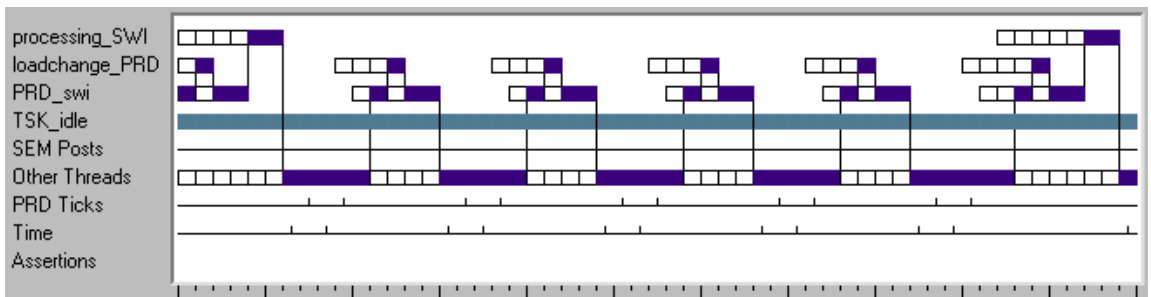 processing_SWI
loadchange_PRD
PRD_swi
TSK_idle
SEM Posts
Other Threads
PRD Ticks
Time
Assertions